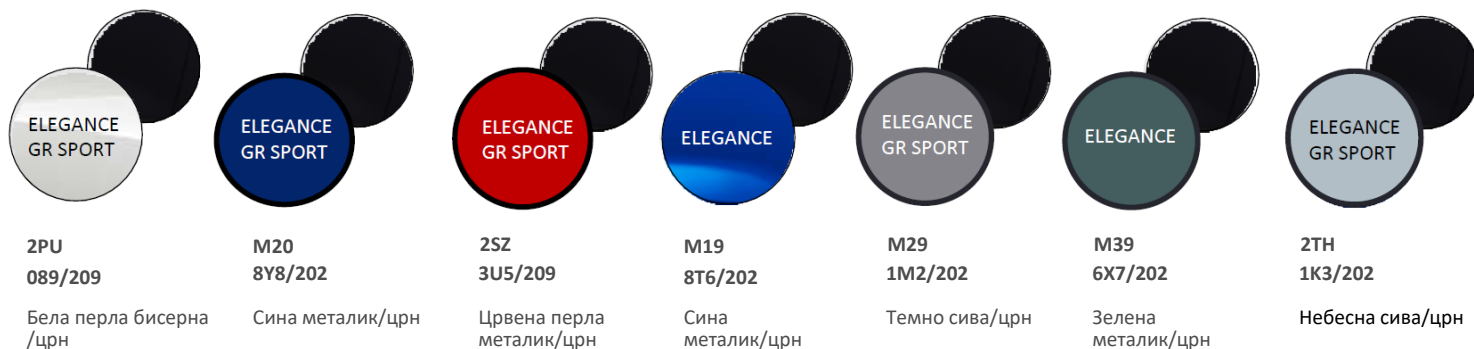 ELEGANCE
GR SPORT
2PU
089/209
Бела перла бисерна
/црн
ELEGANCE
GR SPORT
M20
8Y8/202
Сина металик/црн
ELEGANCE
GR SPORT
2SZ
3U5/209
Црвена перла
металик/црн
ELEGANCE
M19
8T6/202
Сина
металик/црн
ELEGANCE
GR SPORT
M29
1M2/202
Темно сива/црн
ELEGANCE
M39
6X7/202
Зелена
металик/црн
ELEGANCE
GR SPORT
2TH
1K3/202
Небесна сива/црн